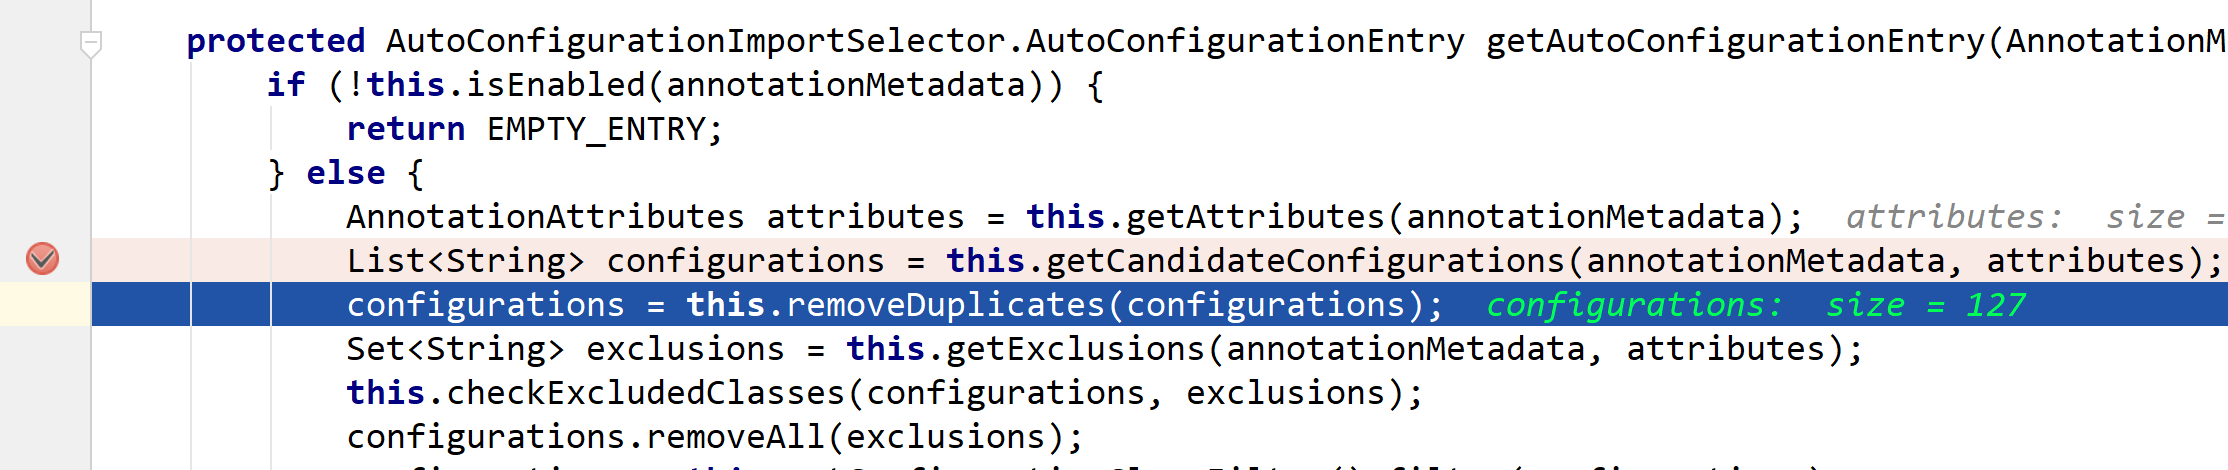 protected AutoConfigurationImportSelector.AutoConfigurationEntry getAutoConfigurationEntry(AnnotationM
if (!this.isEnabled(annotationMetadata)) {
return EMPTY_ENTRY;
} else {
AnnotationAttributes attributes = this.getAttributes(annotationMetadata); attributes: size =
List<String> configurations = this.getCandidateConfigurations(annotationMetadata, attributes);
configurations = this.removeDuplicates(configurations); configurations: size = 127
Set<String> exclusions = this.getExclusions(annotationMetadata, attributes);
this.checkExcludedClasses(configurations, exclusions);
configurations.removeAll(exclusions);